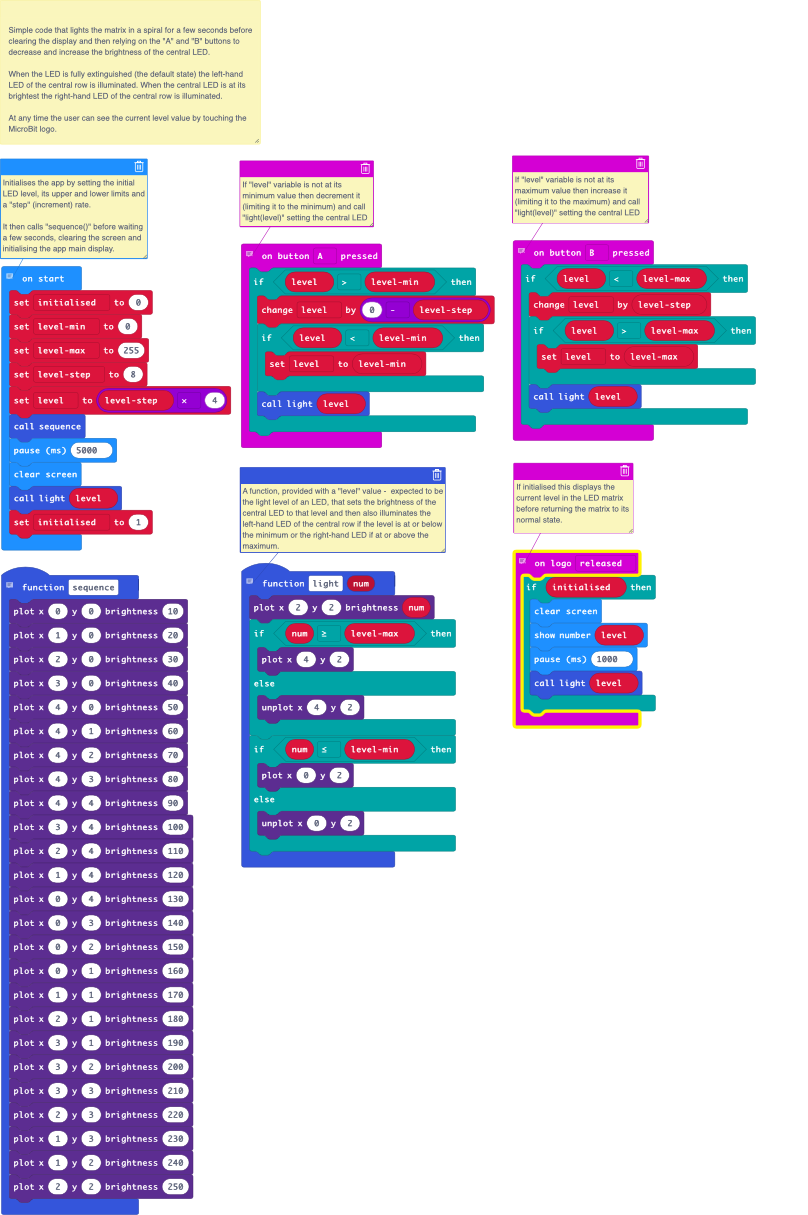 Simple code that lights the matrix in a spiral for a few seconds before
clearing the display and then relying on the "A" and "B" buttons to
decrease and increase the brightness of the central LED.
When the LED is fully extinguished (the default state) the left-hand
LED of the central row is illuminated. When the central LED is at its
brightest the right-hand LED of the central row is illuminated.
At any time the user can see the current level value by touching the
MicroBit logo.
Initialises the app by setting the initial
LED level, its upper and lower limits and
a "step" (increment) rate.
It then calls "sequence()" before waiting
a few seconds, clearing the screen and
initialising the app main display.
on start
set initialised to 0
set level-min to 0
set level-max to 255
set level-step to 8
set level to level-step × 4
call sequence
pause (ms) 5000
clear screen
call light level
set initialised to 1
If "level" variable is not at its
minimum value then decrement it
(limiting it to the minimum) and call
"light(level)" setting the central LED
on button A pressed
if level > level-min then
change level by 0 - level-step
if level < level-min then
set level to level-min
call light level
If "level" variable is not at its
maximum value then increase it
(limiting it to the maximum) and call
"light(level)" setting the central LED
on button B pressed
if level < level-max then
change level by level-step
if level > level-max then
set level to level-max
call light level
A function, provided with a "level" value - expected to be
the light level of an LED, that sets the brightness of the
central LED to that level and then also illuminates the
left-hand LED of the central row if the level is at or below
the minimum or the right-hand LED if at or above the
maximum.
function light num
plot x 2 y 2 brightness num
if num ≥ level-max then
plot x 4 y 2
else
unplot x 4 y 2
if num ≤ level-min then
plot x 0 y 2
else
unplot x 0 y 2
If initialised this displays the
current level in the LED matrix
before returning the matrix to its
normal state.
on logo released
if initialised then
clear screen
show number level
pause (ms) 1000
call light level
function sequence
plot x 0 y 0 brightness 10
plot x 1 y 0 brightness 20
plot x 2 y 0 brightness 30
plot x 3 y 0 brightness 40
plot x 4 y 0 brightness 50
plot x 4 y 1 brightness 60
plot x 4 y 2 brightness 70
plot x 4 y 3 brightness 80
plot x 4 y 4 brightness 90
plot x 3 y 4 brightness 100
plot x 2 y 4 brightness 110
plot x 1 y 4 brightness 120
plot x 0 y 4 brightness 130
plot x 0 y 3 brightness 140
plot x 0 y 2 brightness 150
plot x 0 y 1 brightness 160
plot x 1 y 1 brightness 170
plot x 2 y 1 brightness 180
plot x 3 y 1 brightness 190
plot x 3 y 2 brightness 200
plot x 3 y 3 brightness 210
plot x 2 y 3 brightness 220
plot x 1 y 3 brightness 230
plot x 1 y 2 brightness 240
plot x 2 y 2 brightness 250